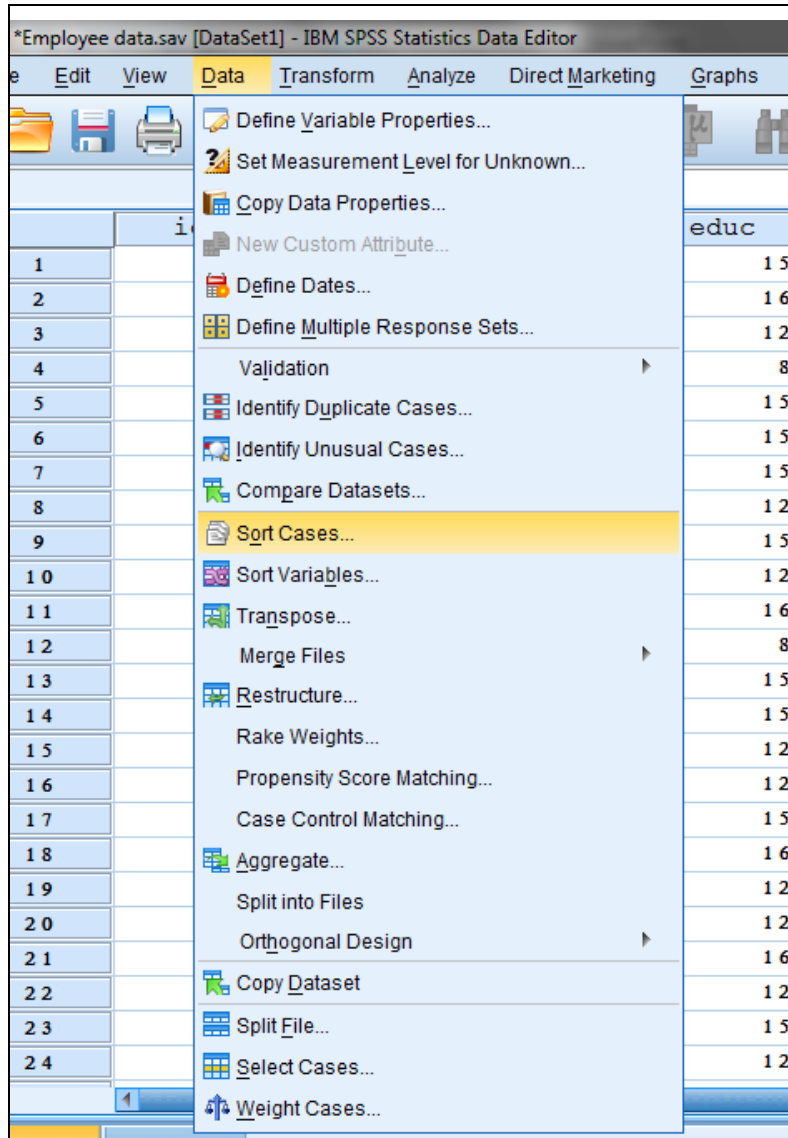 *Employee data.sav [DataSet1] - IBM SPSS Statistics Data Editor
e Edit View Data Transform Analyze Direct Marketing Graphs
Define Variable Properties...
Set Measurement Level for Unknown...
Copy Data Properties...
New Custom Attribute...
Define Dates...
Define Multiple Response Sets...
Validation
Identify Duplicate Cases...
Identify Unusual Cases...
Compare Datasets...
Sort Cases...
Sort Variables...
Transpose...
Merge Files
Restructure...
Rake Weights...
Propensity Score Matching...
Case Control Matching...
Aggregate...
Split into Files
Orthogonal Design
Copy Dataset
Split File...
Select Cases...
Weight Cases...
educ
1 15
2 16
3 12
4 8
5 15
6 15
7 15
8 12
9 15
10 12
11 16
12 8
13 15
14 15
15 12
16 12
17 15
18 16
19 12
20 12
21 16
22 12
23 15
24 12